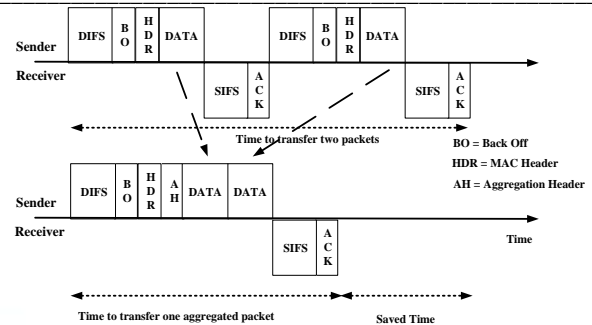 DIFS BO HDR DATA DIFS BO HDR DATA
Sender
Receiver
SIFS ACK SIFS ACK
Time to transfer two packets
BO = Back Off
HDR = MAC Header
AH = Aggregation Header
DIFS BO HDR AH DATA DATA
Sender
Receiver
SIFS ACK
Time
Time to transfer one aggregated packet
Saved Time